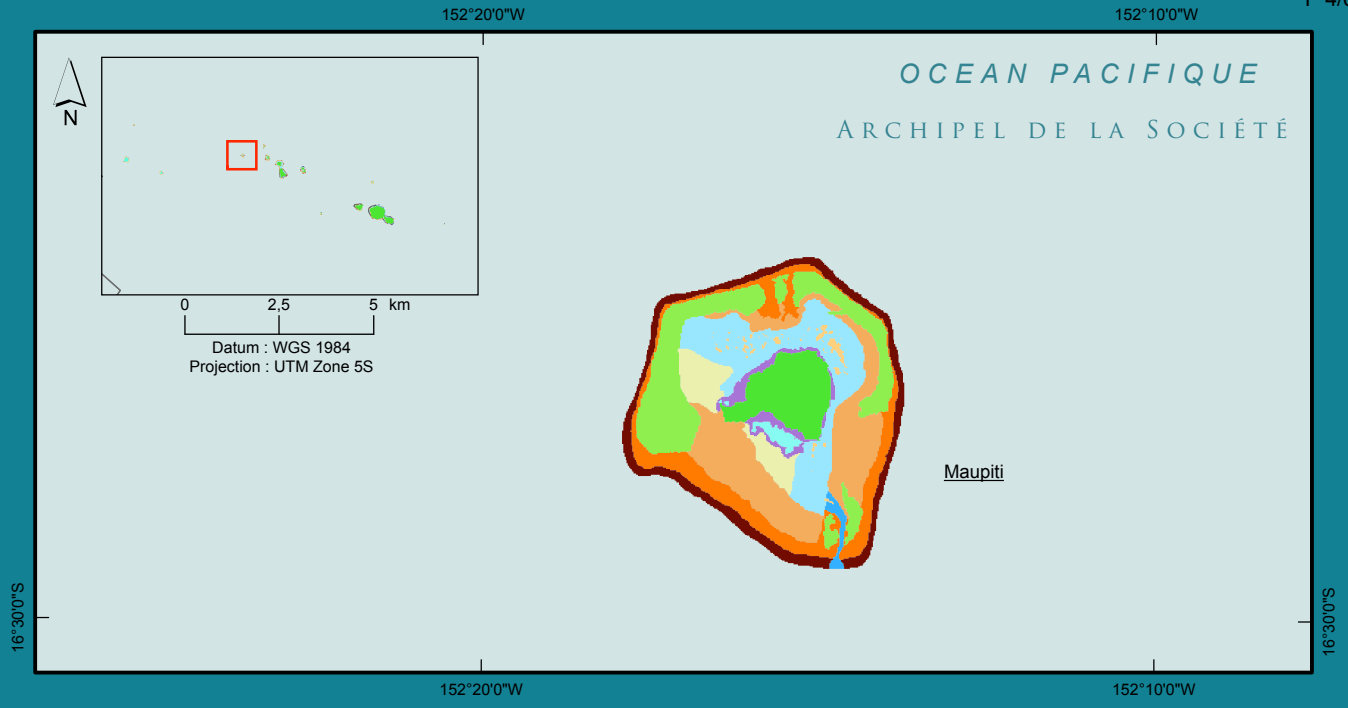 152°20'0"W
152°10'0"W
OCEAN PACIFIQUE
ARCHIPEL DE LA SOCIÉTÉ
N
0 2,5 5 km
Datum : WGS 1984
Projection : UTM Zone 5S
Maupiti
16°30'0"S
16°30'0"S
152°20'0"W
152°10'0"W